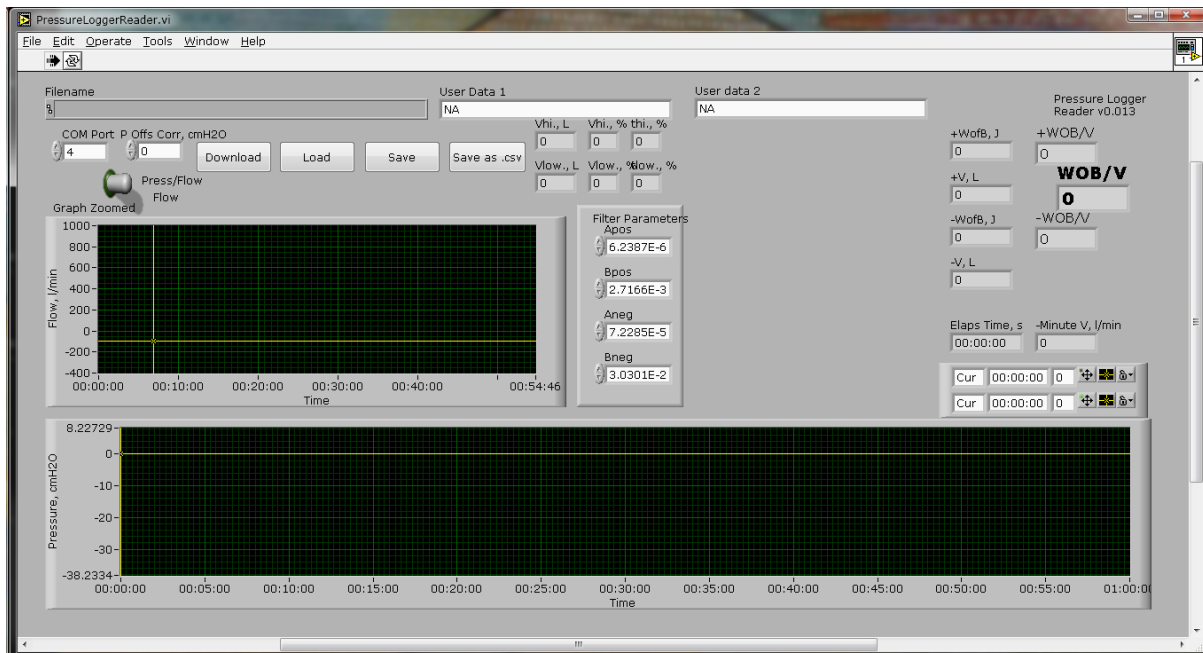 PressureLoggerReader.vi
File Edit Operate Tools Window Help
1
Filename
User Data 1
User data 2
NA
NA
Pressure Logger
Reader v0.013
COM Port P Offs Corr, cmH2O
4
0
Download
Load
Save
Save as .csv
Vhi., L Vhi., % thi., %
0 0 0
Vlow., L Vlow., % tlow., %
0 0 0
Press/Flow
Flow
+WofB, J +WOB/V
0 0
+V, L WOB/V
0 0
-WofB, J -WOB/V
0 0
-V, L
0
Elaps Time, s -Minute V, l/min
00:00:00 0
Cur 00:00:00 0
Cur 00:00:00 0
Graph Zoomed
Flow, l/min
1000
800
600
400
200
0
-200
-400
00:00:00 00:10:00 00:20:00 00:30:00 00:40:00 00:54:46
Time
Filter Parameters
Apos
6.2387E-6
Bpos
2.7166E-3
Aneg
7.2285E-5
Bneg
3.0301E-2
Pressure, cmH2O
8.22729
0
-10
-20
-30
-38.2334
00:00:00 00:05:00 00:10:00 00:15:00 00:20:00 00:25:00 00:30:00 00:35:00 00:40:00 00:45:00 00:50:00 00:55:00 01:00:00
Time